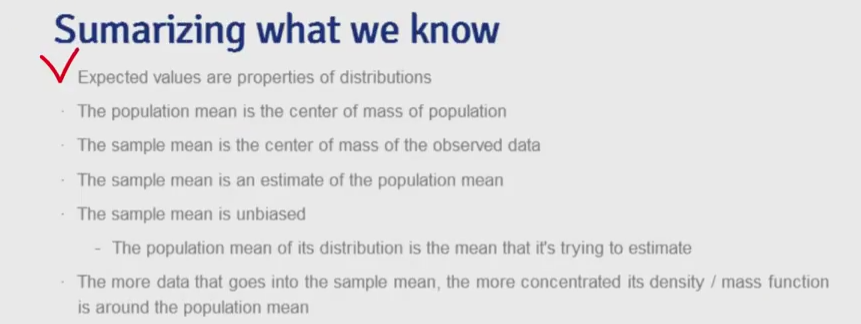 Sumarizing what we know
Expected values are properties of distributions
· The population mean is the center of mass of population
· The sample mean is the center of mass of the observed data
· The sample mean is an estimate of the population mean
· The sample mean is unbiased
- The population mean of its distribution is the mean that it's trying to estimate
· The more data that goes into the sample mean, the more concentrated its density / mass function
is around the population mean